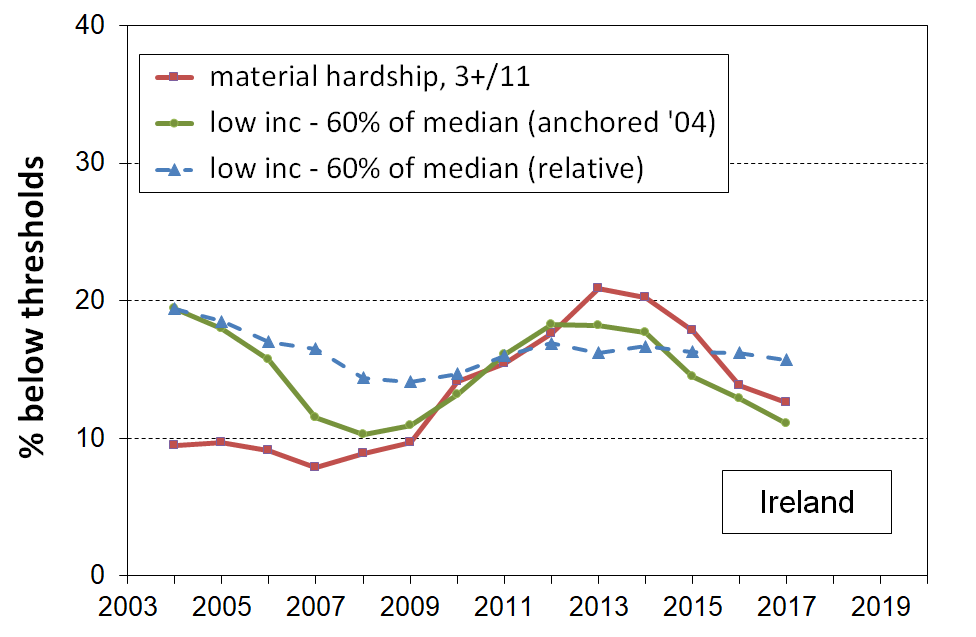 % below thresholds
40
30
20
10
0
material hardship, 3+/11
low inc - 60% of median (anchored '04)
low inc - 60% of median (relative)
Ireland
2003 2005 2007 2009 2011 2013 2015 2017 2019